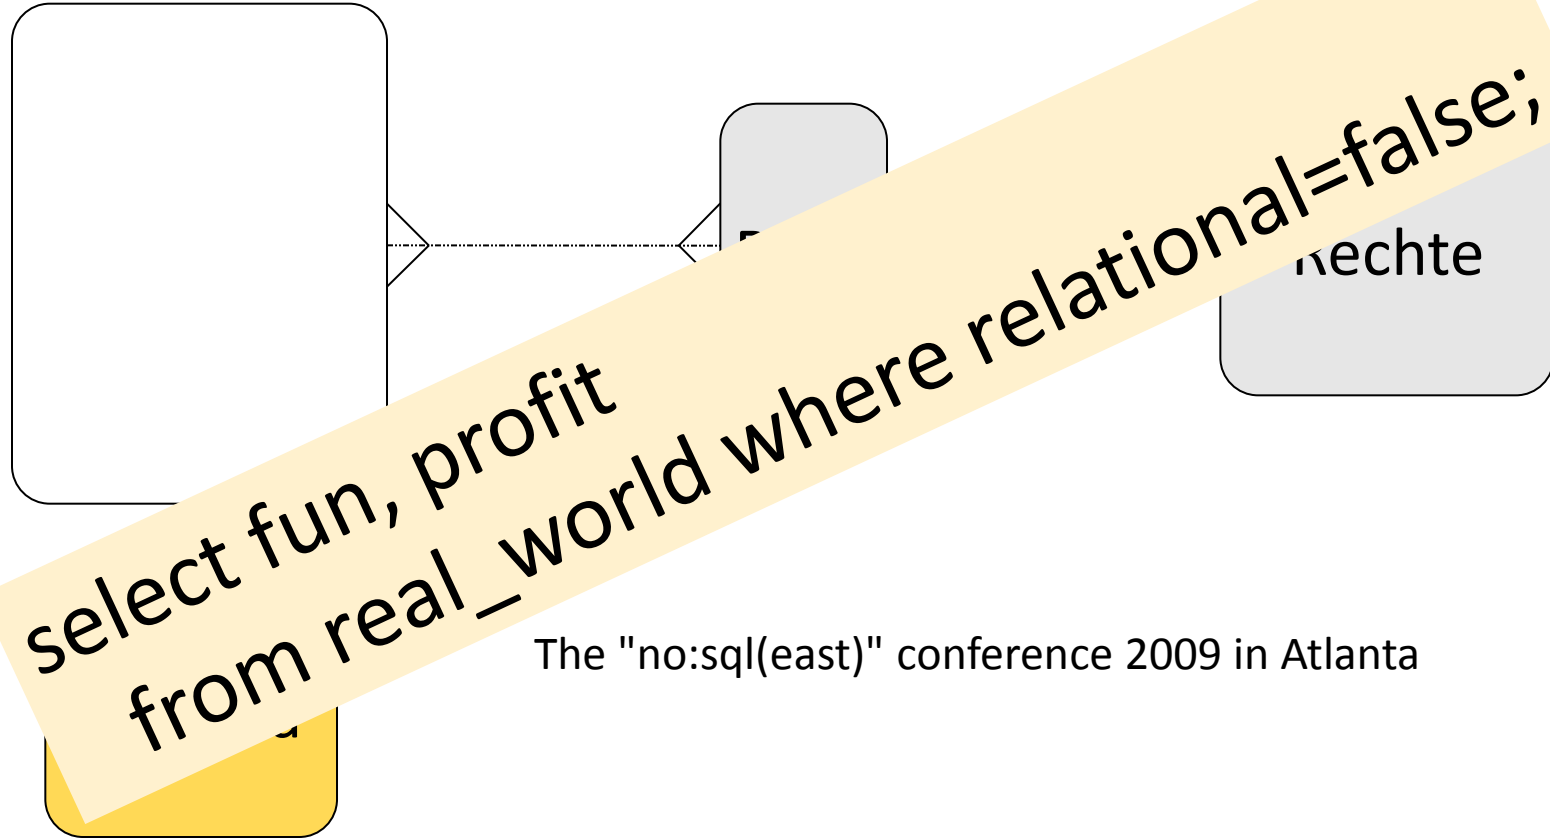 select fun, profit
from real_world where relational=false;
Rechte
The "no:sql(east)" conference 2009 in Atlanta